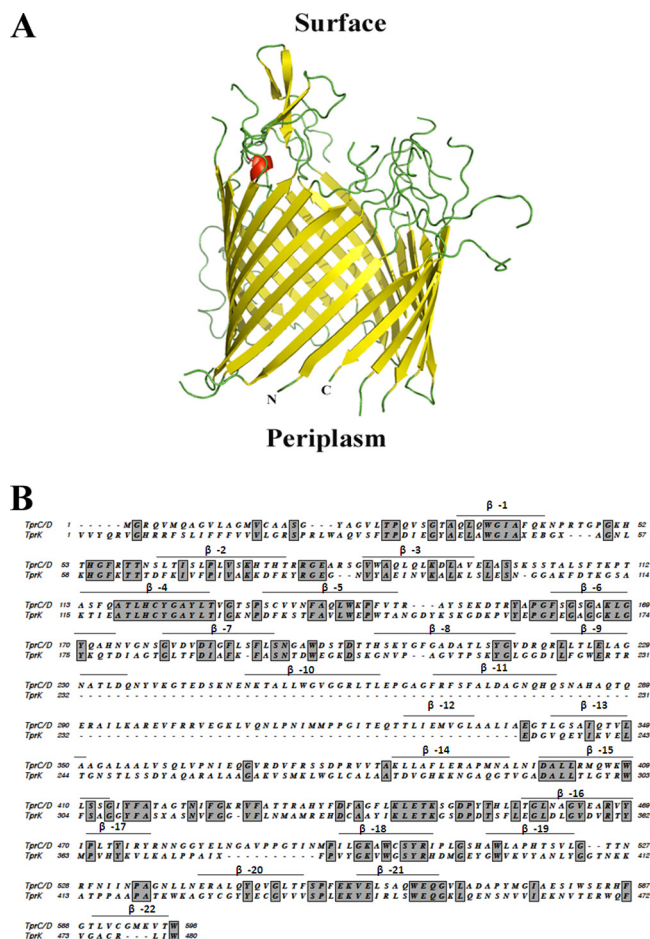 A
Surface
N
C
Periplasm
B
β -1
TprC/D 1 - - - - - M G R Q V M Q A G V L A G M V C A A S G - - - Y A G V L T P Q V S G T A Q L Q W G I A F Q K N P R T G P G K H 52
TprK 1 V V Y Q R V G H R R F S L I F F F V V V L G R S P R L W A Q V S F T P D I E G Y A E L A W G I A X E B G X - - - A G N L 57
β -2 β -3
TprC/D 53 T H G F R T T N S L T I S L P L V S K H T H T R R G E A R S G V W A Q L Q L K D L A V E L A S S K S S T A L S F T K P T 112
TprK 58 K H G F K T T T D F K I V F P I V A K K D F K Y R G E G - - N V Y A E I N V K A L K L S L E S N - - G G A K F D T K G S A 114
β -4 β -5 β -6
TprC/D 113 A S F Q A T L H C Y G A Y L T V G T S P S C V V N F A Q L W K P F V T R - - A Y S E K D T R Y A P G F S G S G A K L G 169
TprK 115 K T I E A T L H C Y G A Y L T I G K N P D F K S T F A V L W E P W T A N G D Y K S K G D K P V Y E P G F E G A G G K L G 174
β -7 β -8 β -9
TprC/D 170 Y Q A H N V G N S G V D V D I G F L S F L S N G A W D S T D T T H S K Y G F G A D A T L S Y G V D R Q R L L T L E L A G 229
TprK 175 Y K Q T D I A G T G L T F D I A F K F A S N T D W E G K D S K G N V P - - A G V T P S K Y G L G G D I L F G W E R T R 231
β -10 β -11
TprC/D 230 N A T L D Q N Y V K G T E D S K N E N K T A L L W G V G G R L T L E P G A G F R F S F A L D A G N Q H Q S N A H A Q T Q 289
TprK 232 - - - - - - - - - - - - - - - - - - - - - - - - - - - - - - - - - - - - - - - - - - - - - - - - - - - - - - - - - - - - 231
β -12 β -13
TprC/D 290 E R A I L K A R E V F R R V E G K L V Q N L P N I M M P P G I T E Q T T L I E M V G L A A L I A E G T L G S A I Q T V L 349
TprK 232 - - - - - - - - - - - - - - - - - - - - - - - - - - - - - - - - - - - - - - - - - - - - - - - - E D G V Q E Y I K V E L 243
β -14 β -15
TprC/D 350 A A G A L A A L V S Q L V P N I E Q G V R D V F L S S D P R V V T A K L L A F L E R A P M N A L N I D A L L R M Q W K W 409
TprK 244 T G N S T L S S D Y A Q A R A L A A G A K V S M K L W G L C A L A A T D V G H K K N G A Q G T V G A D A L L T L G Y R W 303
β -16
TprC/D 410 L S S G I Y F A T A G T N I F G K R V F A T T R A H Y F D F A G F L K L E T K S G D P Y T H L L T G L N A G V E A R V Y 469
TprK 304 F S A G G Y F A S X A S N V F G G - V F L N M A M R E H D C A A Y I K L E T K G S D P D T S F L E G L D L G V D V R T Y 362
β -17 β -18 β -19
TprC/D 470 I P L T Y I R Y R N N G G Y E L N G A V P P G T I N M P I L G K A W C S Y R I P L G S H A W L A P H T S V L G - - T T N 527
TprK 363 M P V H Y K V L K A L P P A I X - - - - - - - F P V Y G K V W G S Y R H D M G E Y G W V K V Y A N L Y G G T N K K 412
β -20 β -21
TprC/D 528 R F N I I N P A G N L L N E R A L Q Y Q V G L T F S P F E K V E L S A Q W E Q G V L A D A P Y M G I A E S I W S E R H F 587
TprK 413 A T P P A A P A T K W K A G Y C G Y Y E C G V V V S P L E K V E I R L S W E Q G K L Q E N S N V V I E K N V T E R W Q F 472
β -22
TprC/D 588 G T L V C G M K V T W 598
TprK 473 V G A C R - - L I W 480